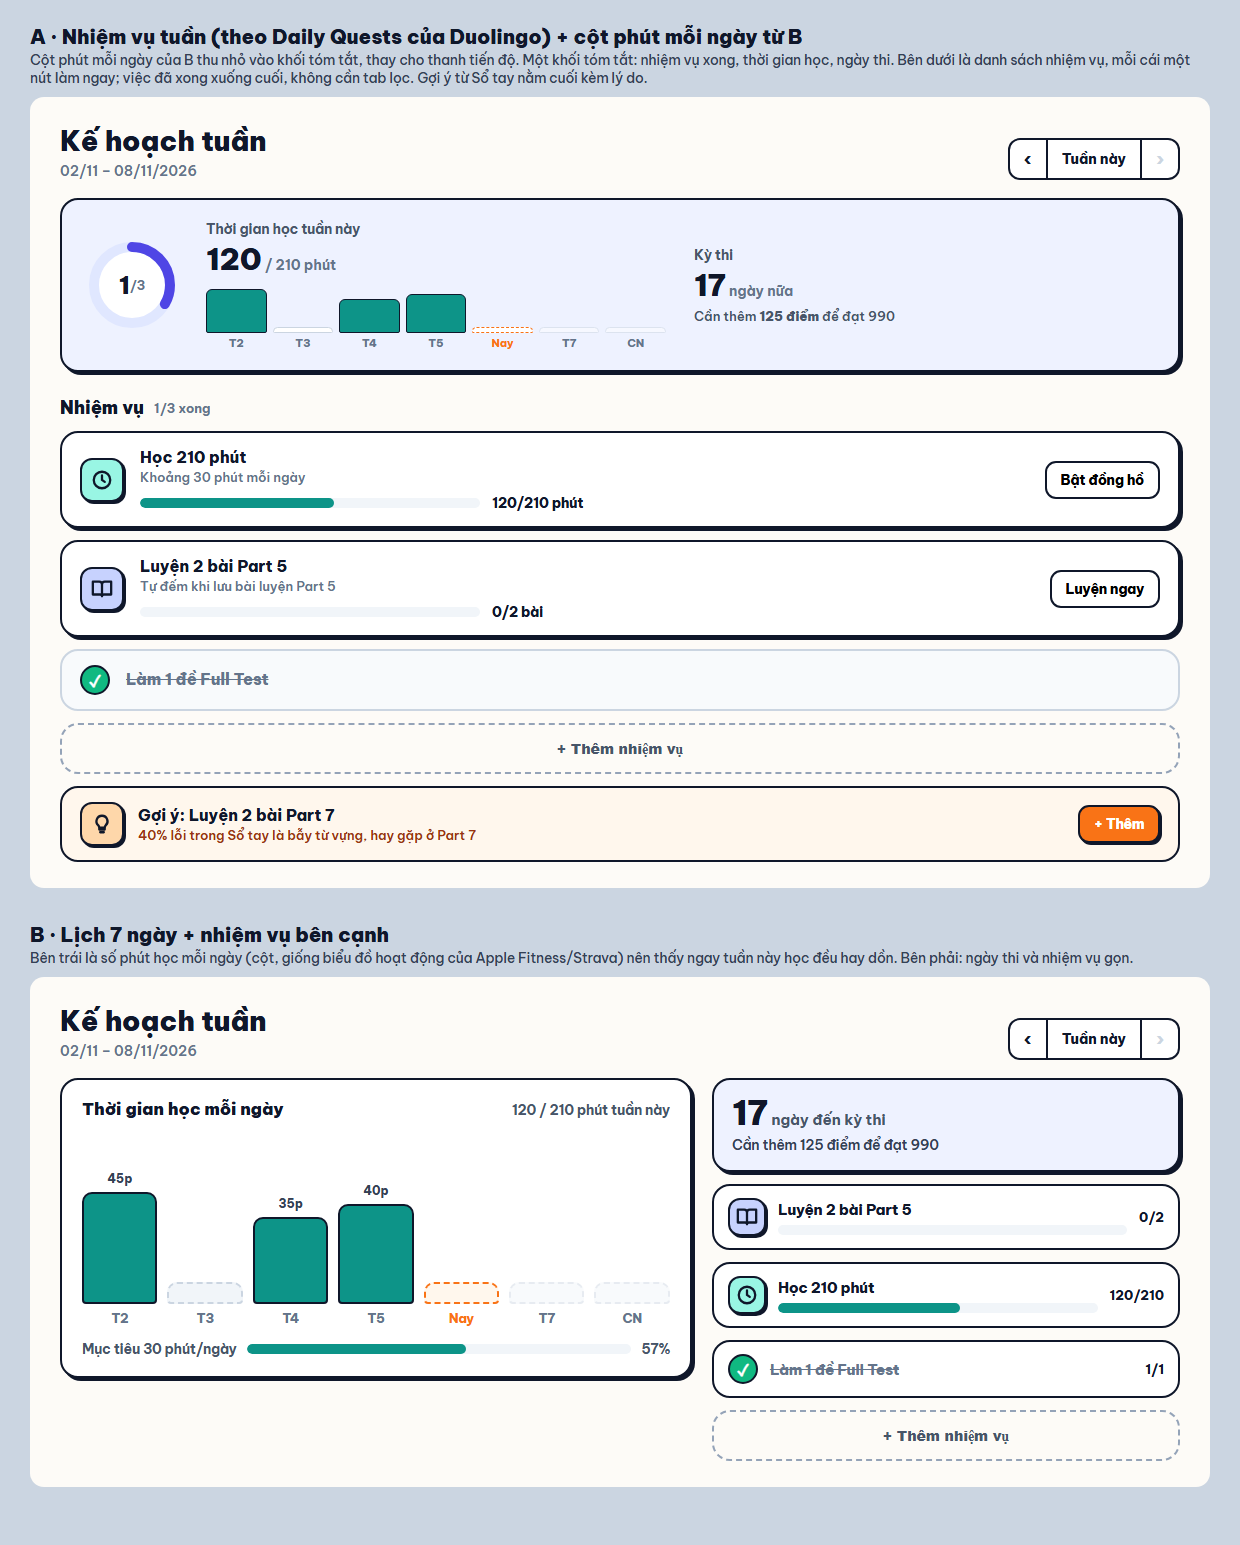 A · Nhiệm vụ tuần (theo Daily Quests của Duolingo) + cột phút mỗi ngày từ B
Cột phút mỗi ngày của B thu nhỏ vào khối tóm tắt, thay cho thanh tiến độ. Một khối tóm tắt: nhiệm vụ xong, thời gian học, ngày thi. Bên dưới là danh sách nhiệm vụ, mỗi cái một
nút làm ngay; việc đã xong xuống cuối, không cần tab lọc. Gợi ý từ Sổ tay nằm cuối kèm lý do.
Kế hoạch tuần
02/11 – 08/11/2026
‹ Tuần này ›
1/3
Thời gian học tuần này
120 / 210 phút
T2 T3 T4 T5 Nay T7 CN
Kỳ thi
17 ngày nữa
Cần thêm 125 điểm để đạt 990
Nhiệm vụ 1/3 xong
Học 210 phút
Khoảng 30 phút mỗi ngày
120/210 phút
Bật đồng hồ
Luyện 2 bài Part 5
Tự đếm khi lưu bài luyện Part 5
0/2 bài
Luyện ngay
✓ Làm 1 đề Full Test
+ Thêm nhiệm vụ
Gợi ý: Luyện 2 bài Part 7
40% lỗi trong Sổ tay là bẫy từ vựng, hay gặp ở Part 7
+ Thêm
B · Lịch 7 ngày + nhiệm vụ bên cạnh
Bên trái là số phút học mỗi ngày (cột, giống biểu đồ hoạt động của Apple Fitness/Strava) nên thấy ngay tuần này học đều hay dồn. Bên phải: ngày thi và nhiệm vụ gọn.
Kế hoạch tuần
02/11 – 08/11/2026
‹ Tuần này ›
Thời gian học mỗi ngày
120 / 210 phút tuần này
45p
35p
40p
T2 T3 T4 T5 Nay T7 CN
Mục tiêu 30 phút/ngày
57%
17 ngày đến kỳ thi
Cần thêm 125 điểm để đạt 990
Luyện 2 bài Part 5
0/2
Học 210 phút
120/210
✓ Làm 1 đề Full Test
1/1
+ Thêm nhiệm vụ